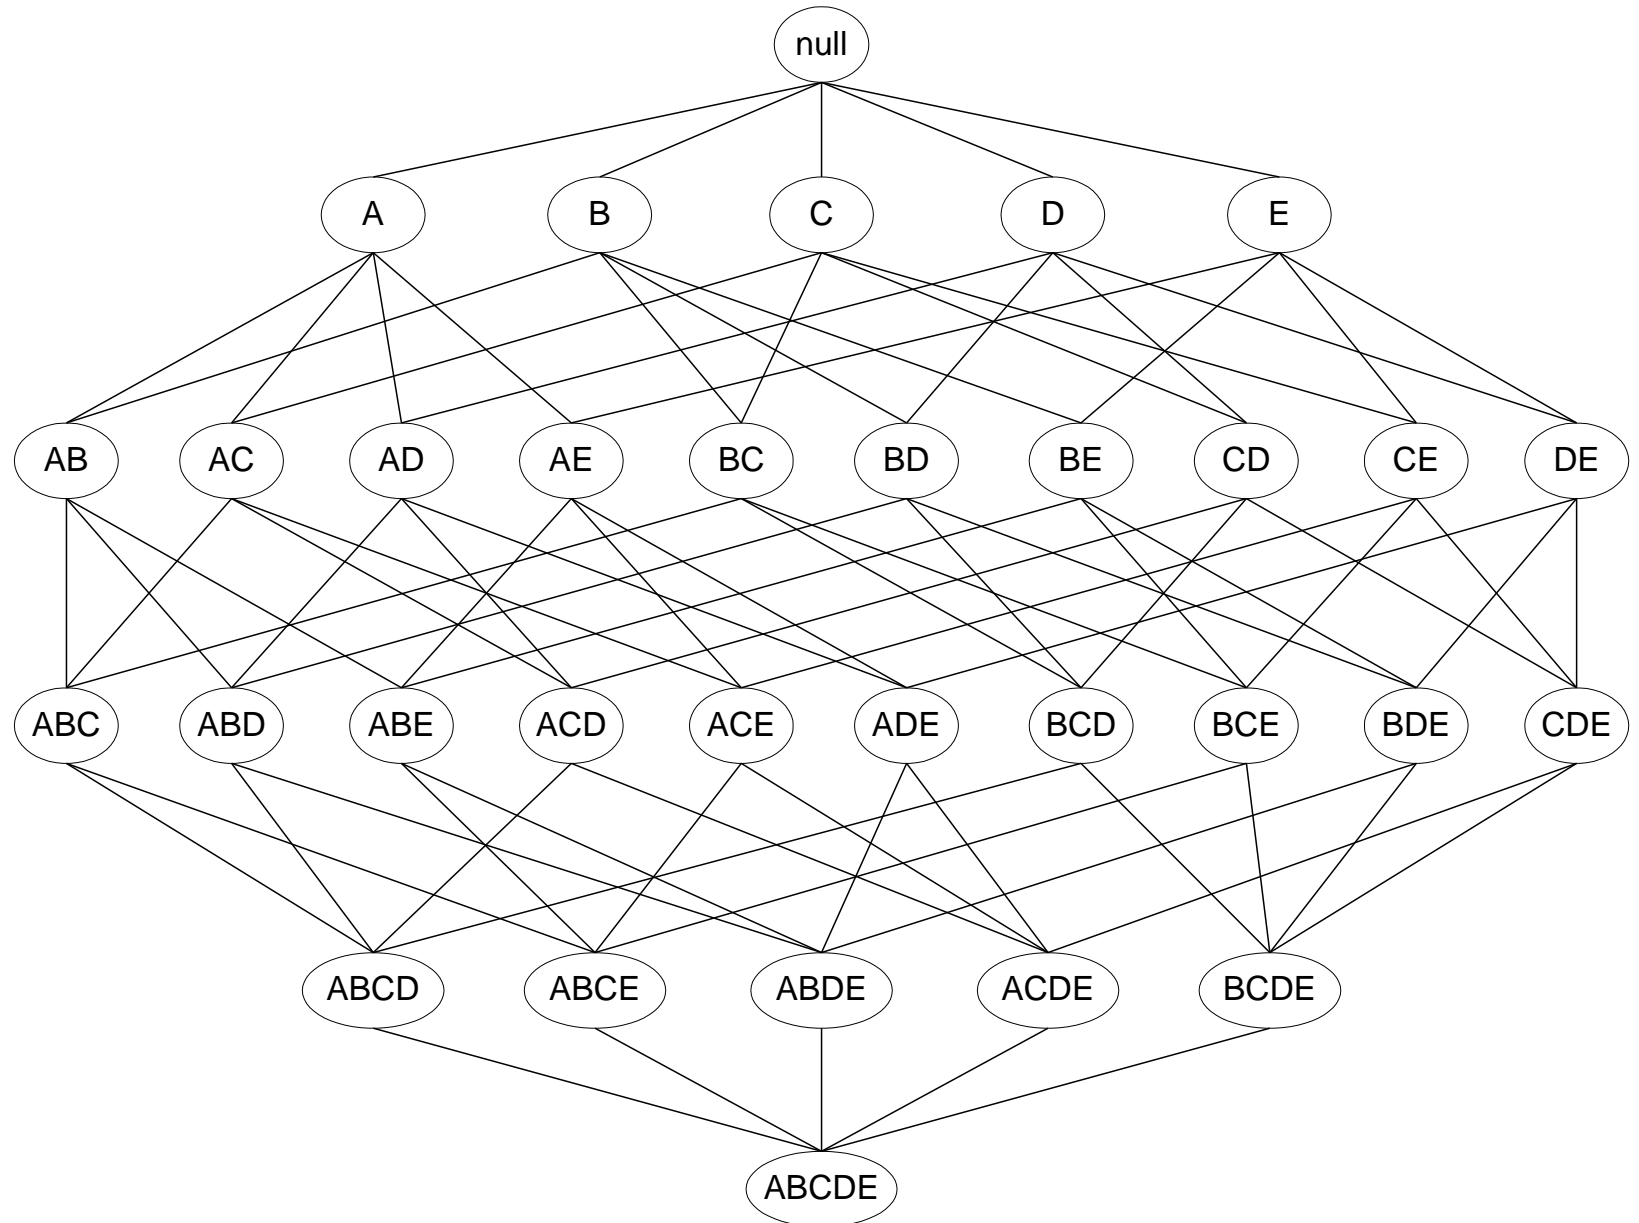 null
A B C D E
AB AC AD AE BC BD BE CD CE DE
ABC ABD ABE ACD ACE ADE BCD BCE BDE CDE
ABCD ABCE ABDE ACDE BCDE
ABCDE